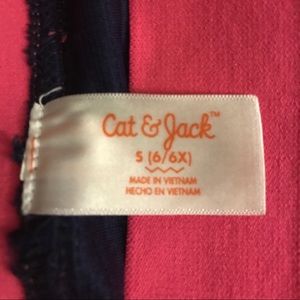 Cat & Jack™
S (6/6X)
MADE IN VIETNAM
HECHO EN VIETNAM